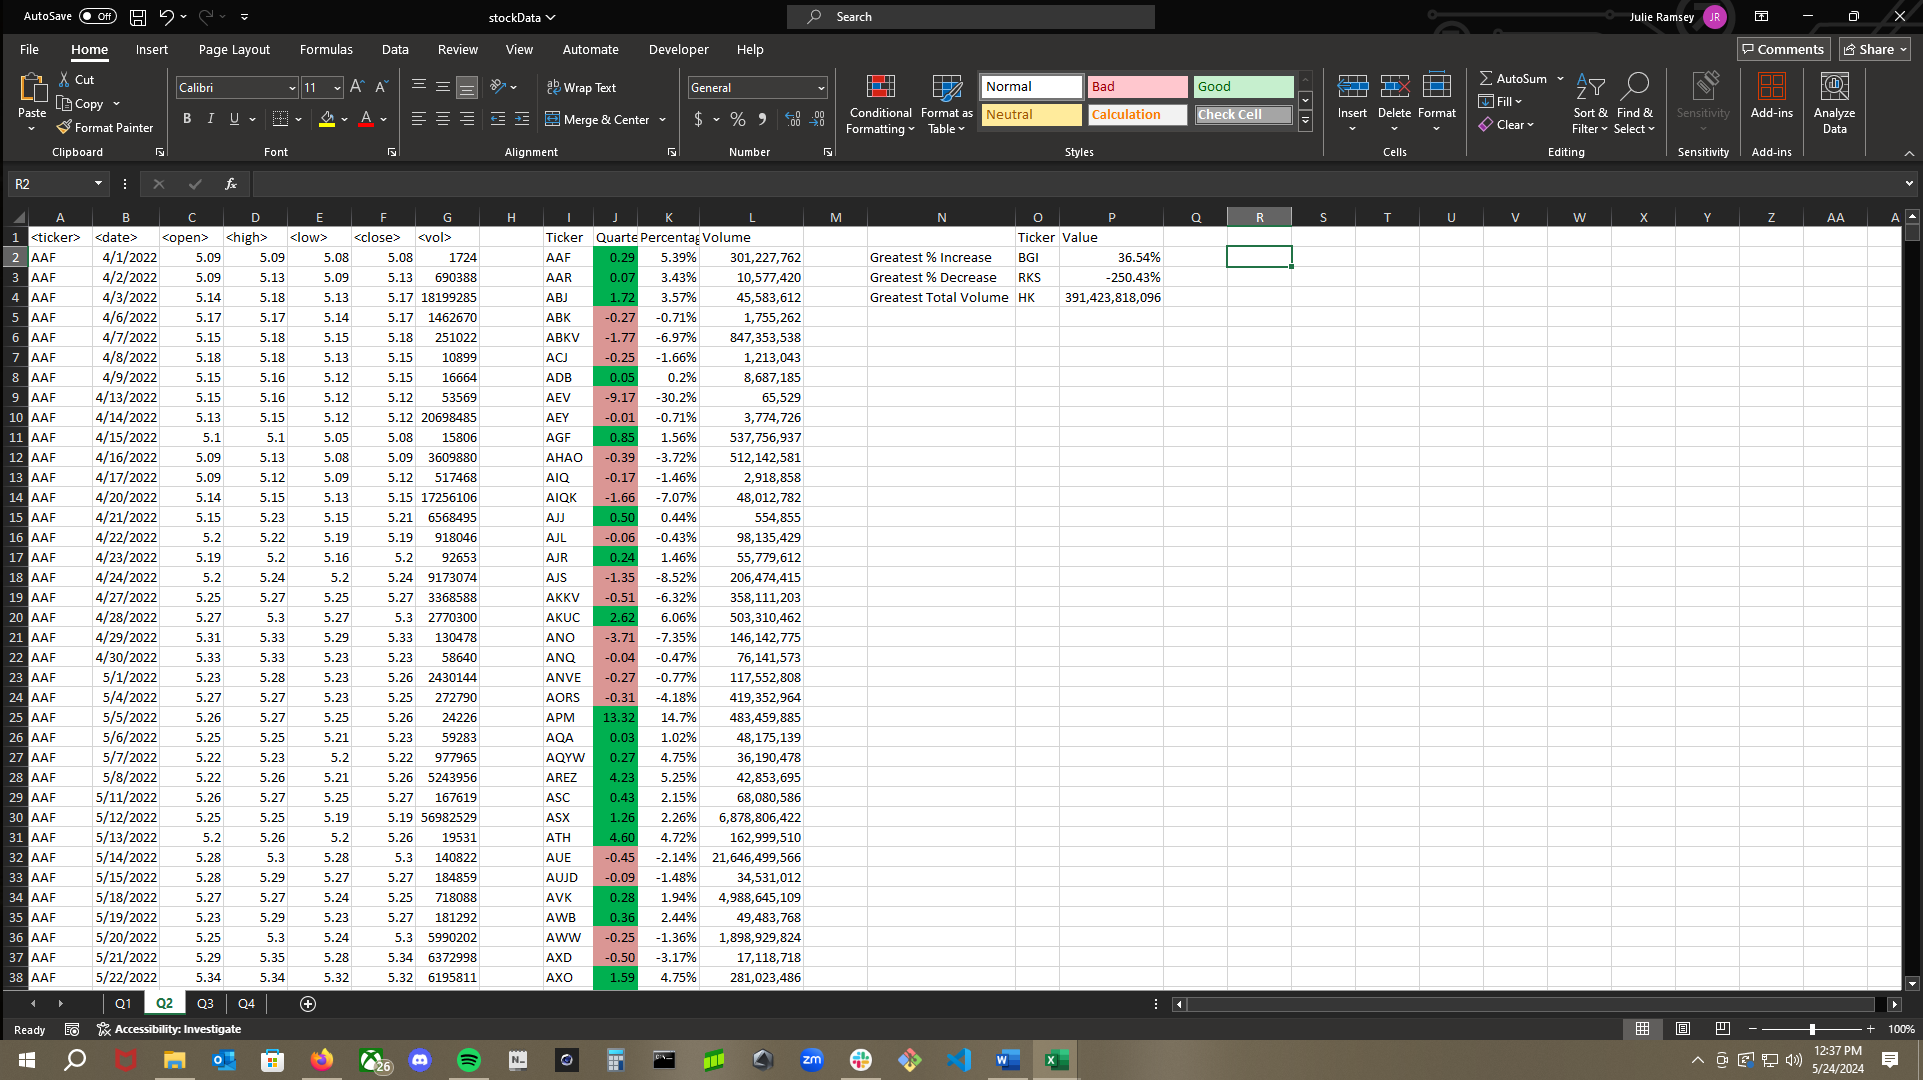 AutoSave Off stockData Search Julie Ramsey JR
File Home Insert Page Layout Formulas Data Review View Automate Developer Help Comments Share
Paste Cut Copy Format Painter Clipboard
Calibri 11 B I U A Font
Wrap Text Merge & Center Alignment
General $ % Number
Conditional Formatting Format as Table Normal Bad Good Neutral Calculation Check Cell Styles
Insert Delete Format Cells
AutoSum Fill Clear Sort & Filter Find & Select Editing
Sensitivity Sensitivity Add-ins Add-ins Analyze Data
R2 fx
A B C D E F G H I J K L M N O P Q R S T U V W X Y Z AA A
1 <ticker> <date> <open> <high> <low> <close> <vol> Ticker Quarte Percentag Volume Ticker Value
2 AAF 4/1/2022 5.09 5.09 5.08 5.08 1724 AAF 0.29 5.39% 301,227,762 Greatest % Increase BGI 36.54%
3 AAF 4/2/2022 5.09 5.13 5.09 5.13 690388 AAR 0.07 3.43% 10,577,420 Greatest % Decrease RKS -250.43%
4 AAF 4/3/2022 5.14 5.18 5.13 5.17 18199285 ABJ 1.72 3.57% 45,583,612 Greatest Total Volume HK 391,423,818,096
5 AAF 4/6/2022 5.17 5.17 5.14 5.17 1462670 ABK -0.27 -0.71% 1,755,262
6 AAF 4/7/2022 5.15 5.18 5.15 5.18 251022 ABKV -1.77 -6.97% 847,353,538
7 AAF 4/8/2022 5.18 5.18 5.13 5.15 10899 ACJ -0.25 -1.66% 1,213,043
8 AAF 4/9/2022 5.15 5.16 5.12 5.15 16664 ADB 0.05 0.2% 8,687,185
9 AAF 4/13/2022 5.15 5.16 5.12 5.12 53569 AEV -9.17 -30.2% 65,529
10 AAF 4/14/2022 5.13 5.15 5.12 5.12 20698485 AEY -0.01 -0.71% 3,774,726
11 AAF 4/15/2022 5.1 5.1 5.05 5.08 15806 AGF 0.85 1.56% 537,756,937
12 AAF 4/16/2022 5.09 5.13 5.08 5.09 3609880 AHAO -0.39 -3.72% 512,142,581
13 AAF 4/17/2022 5.09 5.12 5.09 5.12 517468 AIQ -0.17 -1.46% 2,918,858
14 AAF 4/20/2022 5.14 5.15 5.13 5.15 17256106 AIQK -1.66 -7.07% 48,012,782
15 AAF 4/21/2022 5.15 5.23 5.15 5.21 6568495 AJJ 0.50 0.44% 554,855
16 AAF 4/22/2022 5.2 5.22 5.19 5.19 918046 AJL -0.06 -0.43% 98,135,429
17 AAF 4/23/2022 5.19 5.2 5.16 5.2 92653 AJR 0.24 1.46% 55,779,612
18 AAF 4/24/2022 5.2 5.24 5.2 5.24 9173074 AJS -1.35 -8.52% 206,474,415
19 AAF 4/27/2022 5.25 5.27 5.25 5.27 3368588 AKKV -0.51 -6.32% 358,111,203
20 AAF 4/28/2022 5.27 5.3 5.27 5.3 2770300 AKUC 2.62 6.06% 503,310,462
21 AAF 4/29/2022 5.31 5.33 5.29 5.33 130478 ANO -3.71 -7.35% 146,142,775
22 AAF 4/30/2022 5.33 5.33 5.23 5.23 58640 ANQ -0.04 -0.47% 76,141,573
23 AAF 5/1/2022 5.23 5.28 5.23 5.26 2430144 ANVE -0.27 -0.77% 117,552,808
24 AAF 5/4/2022 5.27 5.27 5.23 5.25 272790 AORS -0.31 -4.18% 419,352,964
25 AAF 5/5/2022 5.26 5.27 5.25 5.26 24226 APM 13.32 14.7% 483,459,885
26 AAF 5/6/2022 5.25 5.25 5.21 5.23 59283 AQA 0.03 1.02% 48,175,139
27 AAF 5/7/2022 5.22 5.23 5.2 5.22 977965 AQYW 0.27 4.75% 36,190,478
28 AAF 5/8/2022 5.22 5.26 5.21 5.26 5243956 AREZ 4.23 5.25% 42,853,695
29 AAF 5/11/2022 5.26 5.27 5.25 5.27 167619 ASC 0.43 2.15% 68,080,586
30 AAF 5/12/2022 5.25 5.25 5.19 5.19 56982529 ASX 1.26 2.26% 6,878,806,422
31 AAF 5/13/2022 5.2 5.26 5.2 5.26 19531 ATH 4.60 4.72% 162,999,510
32 AAF 5/14/2022 5.28 5.3 5.28 5.3 140822 AUE -0.45 -2.14% 21,646,499,566
33 AAF 5/15/2022 5.28 5.29 5.27 5.27 184859 AUJD -0.09 -1.48% 34,531,012
34 AAF 5/18/2022 5.27 5.27 5.24 5.25 718088 AVK 0.28 1.94% 4,988,645,109
35 AAF 5/19/2022 5.23 5.29 5.23 5.27 181292 AWB 0.36 2.44% 49,483,768
36 AAF 5/20/2022 5.25 5.3 5.24 5.3 5990202 AWW -0.25 -1.36% 1,898,929,824
37 AAF 5/21/2022 5.29 5.35 5.28 5.34 6372998 AXD -0.50 -3.17% 17,118,718
38 AAF 5/22/2022 5.34 5.34 5.32 5.32 6195811 AXO 1.59 4.75% 281,023,486
Q1 Q2 Q3 Q4
Ready Accessibility: Investigate 100%
26 zm 12:37 PM
5/24/2024